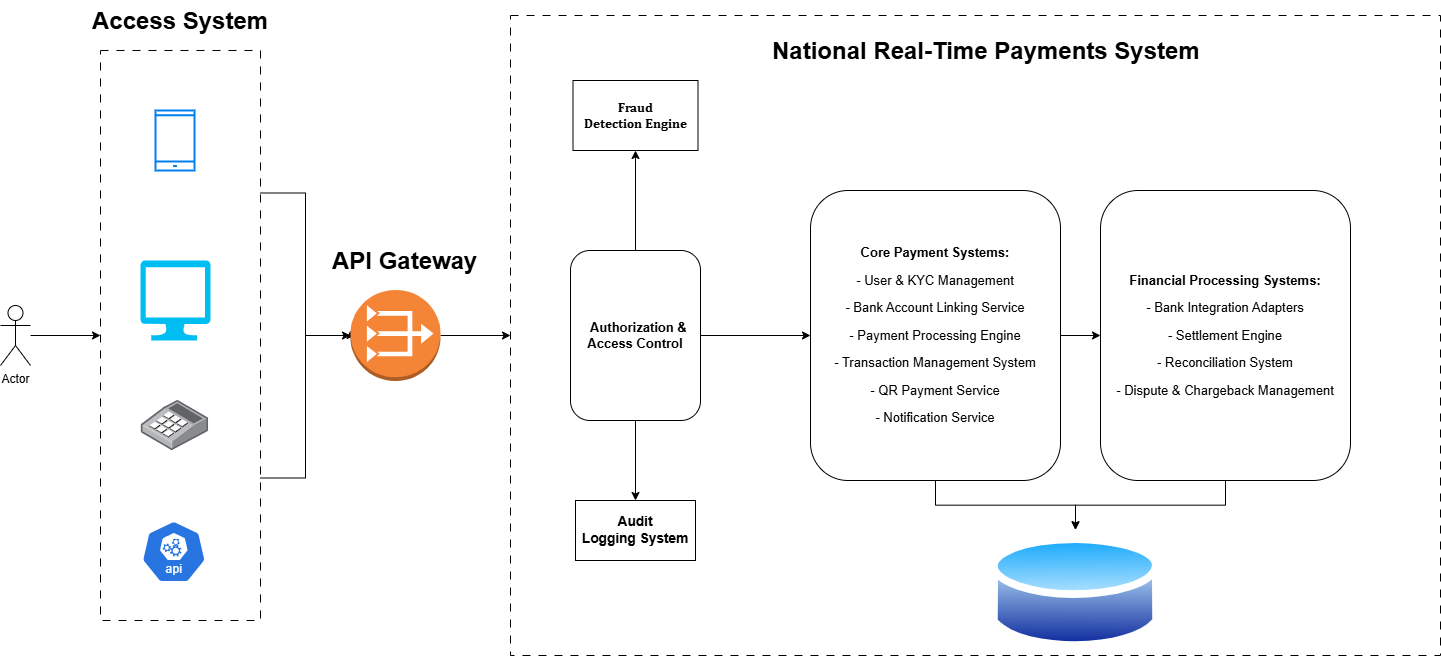 Access System
National Real-Time Payments System
Fraud
Detection Engine
API Gateway
Actor
api
Authorization &
Access Control
Audit
Logging System
Core Payment Systems:
- User & KYC Management
- Bank Account Linking Service
- Payment Processing Engine
- Transaction Management System
- QR Payment Service
- Notification Service
Financial Processing Systems:
- Bank Integration Adapters
- Settlement Engine
- Reconciliation System
- Dispute & Chargeback Management